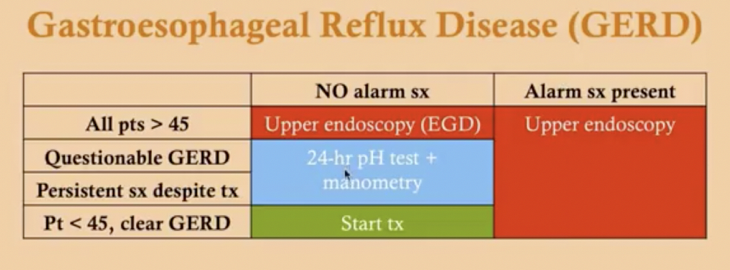 Gastroesophageal Reflux Disease (GERD)
NO alarm sx
Alarm sx present
All pts > 45
Upper endoscopy (EGD)
Upper endoscopy
Questionable GERD
24-hr pH test +
manometry
Persistent sx despite tx
Pt < 45, clear GERD
Start tx